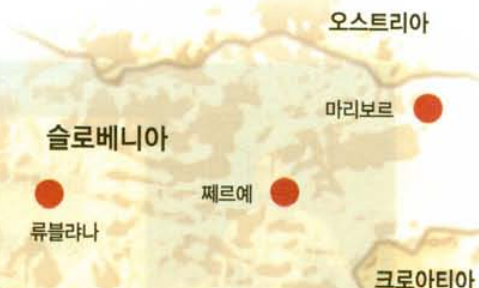 오스트리아
마리보르
슬로베니아
쩨르예
류블랴나
크로아티아